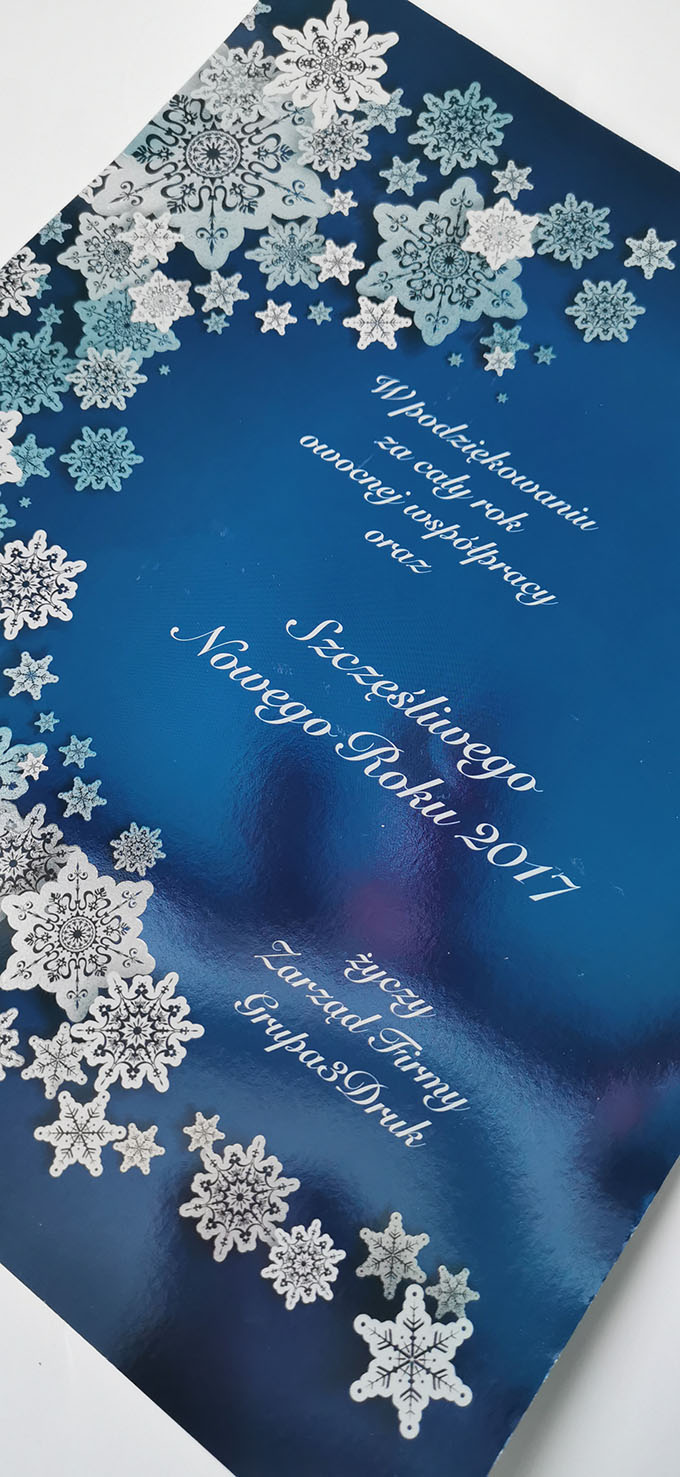 W podziękowaniu
za cały rok
owocnej współpracy
oraz
Szczęśliwego
Nowego Roku 2017
życzy
Zarząd Firmy
Grupa3Druk